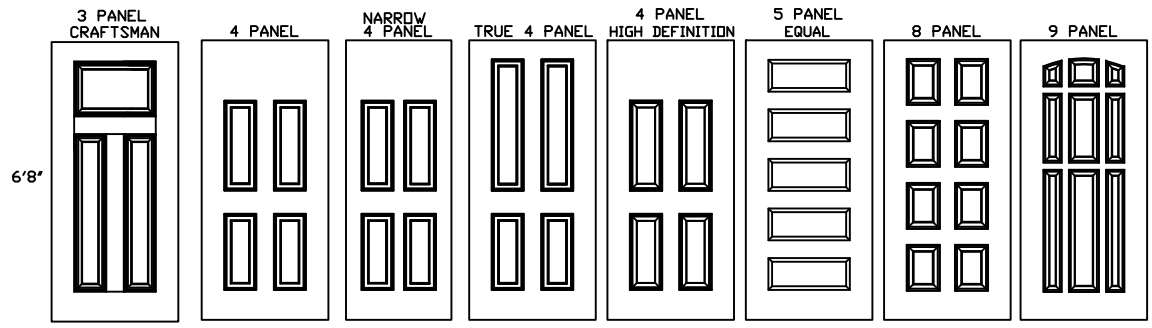 3 PANEL
CRAFTSMAN
4 PANEL
NARROW
4 PANEL
TRUE 4 PANEL
4 PANEL
HIGH DEFINITION
5 PANEL
EQUAL
8 PANEL
9 PANEL
6'8"